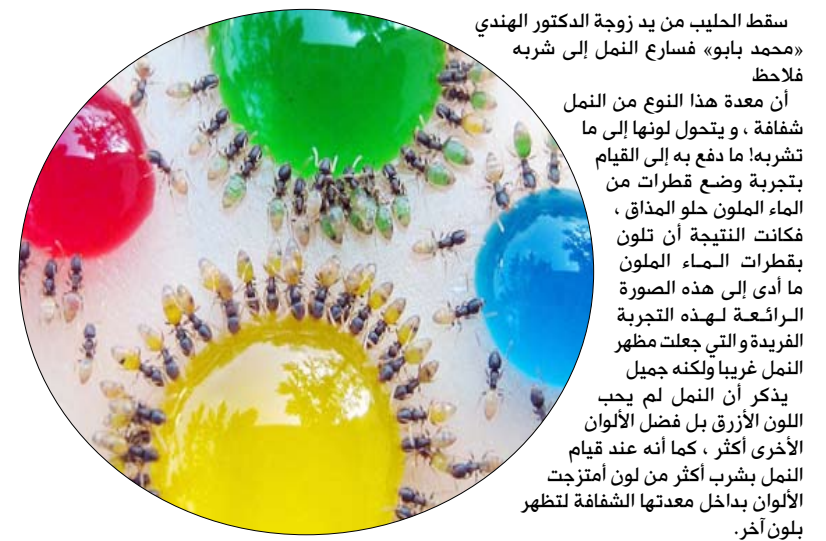 سقط الحليب من يد زوجة الدكتور الهندي
«محمد بابو» فسارع النمل إلى شربه
فلاحظ
أن معدة هذا النوع من النمل
شفافة ، و يتحول لونها إلى ما
تشربه! ما دفع به إلى القيام
بتجربة وضع قطرات من
الماء الملون حلو المذاق ،
فكانت النتيجة أن تلون
بقطرات الماء الملون
ما أدى إلى هذه الصورة
الرائعة لهذه التجربة
الفريدة والتي جعلت مظهر
النمل غريبا ولكنه جميل
يذكر أن النمل لم يحب
اللون الأزرق بل فضل الألوان
الأخرى أكثر ، كما أنه عند قيام
النمل بشرب أكثر من لون أمتزجت
الألوان بداخل معدتها الشفافة لتظهر
بلون آخر.